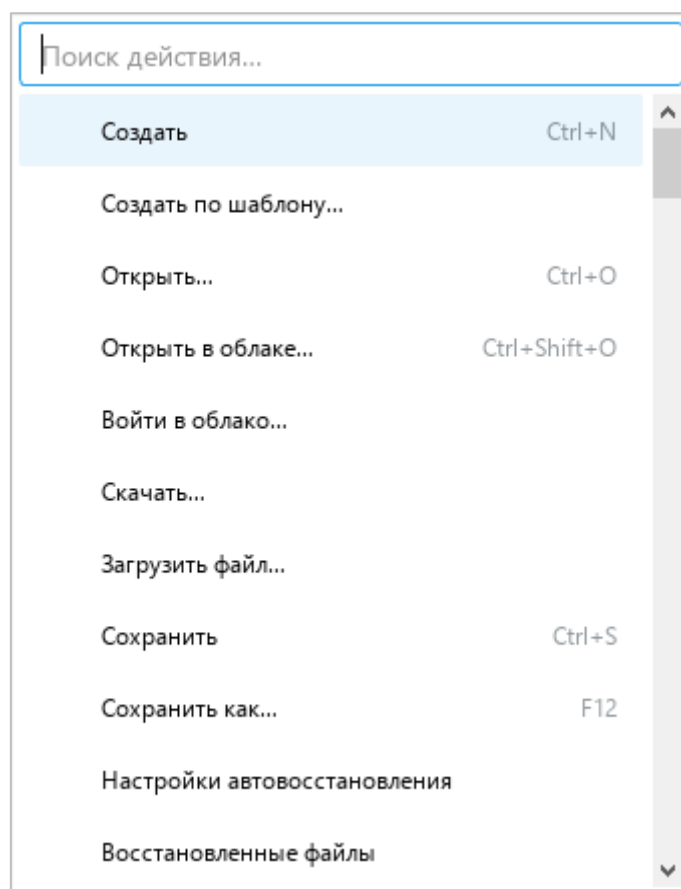 Поиск действия...
Создать Ctrl+N
Создать по шаблону...
Открыть... Ctrl+O
Открыть в облаке... Ctrl+Shift+O
Войти в облако...
Скачать...
Загрузить файл...
Сохранить Ctrl+S
Сохранить как... F12
Настройки автовосстановления
Восстановленные файлы